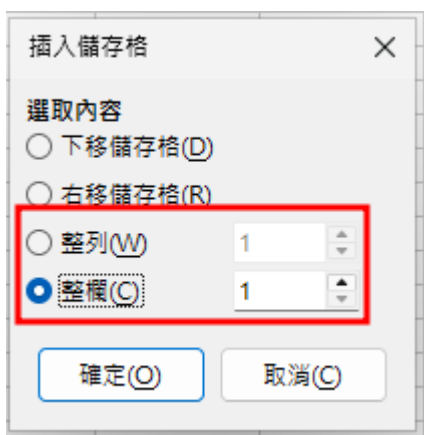 插入儲存格
選取內容
下移儲存格(D)
右移儲存格(R)
整列(W) 1
整欄(C) 1
確定(O) 取消(C)